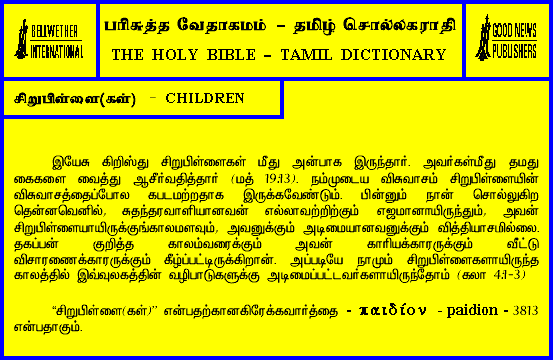 BELLWETHER
INTERNATIONAL
பரிசுத்த வேதாகமம் – தமிழ் சொல்லகராதி
THE HOLY BIBLE – TAMIL DICTIONARY
GOOD NEWS
PUBLISHERS
சிறுபிள்ளை(கள்) – CHILDREN
இயேசு கிறிஸ்து சிறுபிள்ளைகள் மீது அன்பாக இருந்தார். அவர்கள்மீது தமது
கைகளை வைத்து ஆசீர்வதித்தார் (மத் 19:13). நம்முடைய விசுவாசம் சிறுபிள்ளையின்
விசுவாசத்தைப்போல கபடமற்றதாக இருக்கவேண்டும். பின்னும் நான் சொல்லுகிற
தென்னவெனில், சுதந்தரவாளியானவன் எல்லாவற்றிற்கும் எஜமானாயிருந்தும், அவன்
சிறுபிள்ளையாயிருக்குங்காலமளவும், அவனுக்கும் அடிமையானவனுக்கும் வித்தியாசமில்லை.
தகப்பன் குறித்த காலம்வரைக்கும் அவன் காரியக்காரருக்கும் வீட்டு
விசாரணைக்காரருக்கும் கீழ்ப்பட்டிருக்கிறான். அப்படியே நாமும் சிறுபிள்ளைகளாயிருந்த
காலத்தில் இவ்வுலகத்தின் வழிபாடுகளுக்கு அடிமைப்பட்டவர்களாயிருந்தோம் (கலா 4:1-3)
“சிறுபிள்ளை(கள்)” என்பதற்கானகிரேக்கவார்த்தை - παιδίον - paidion - 3813
என்பதாகும்.